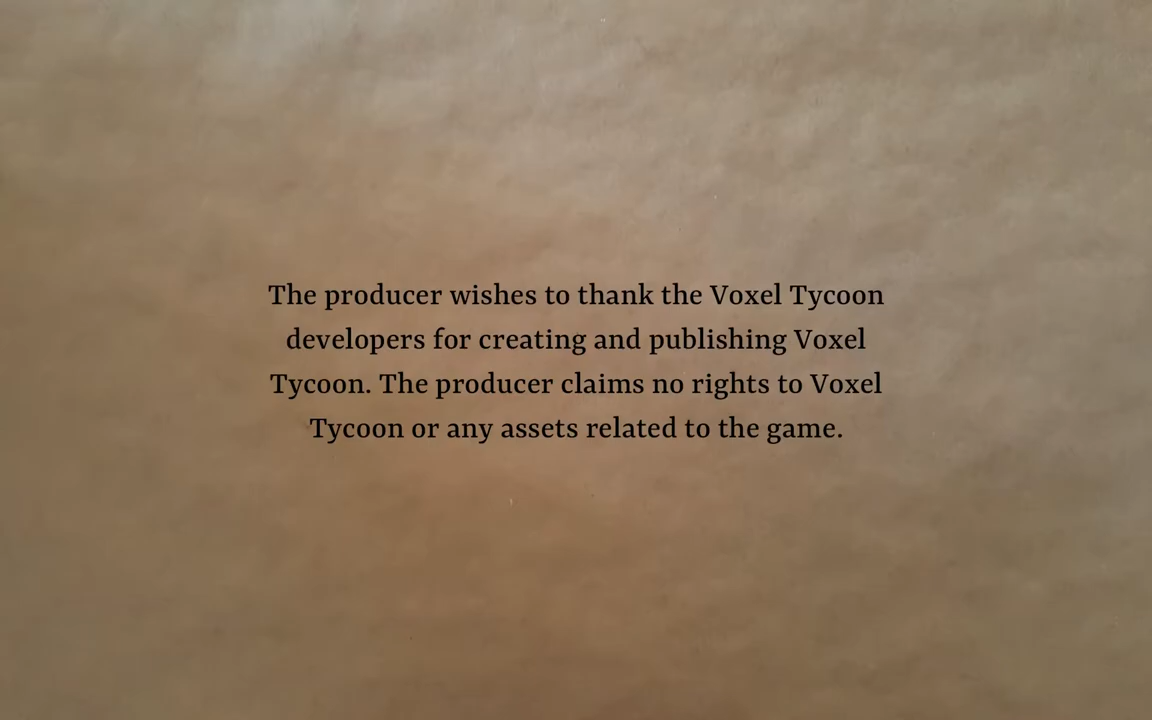 The producer wishes to thank the Voxel Tycoon
developers for creating and publishing Voxel
Tycoon. The producer claims no rights to Voxel
Tycoon or any assets related to the game.